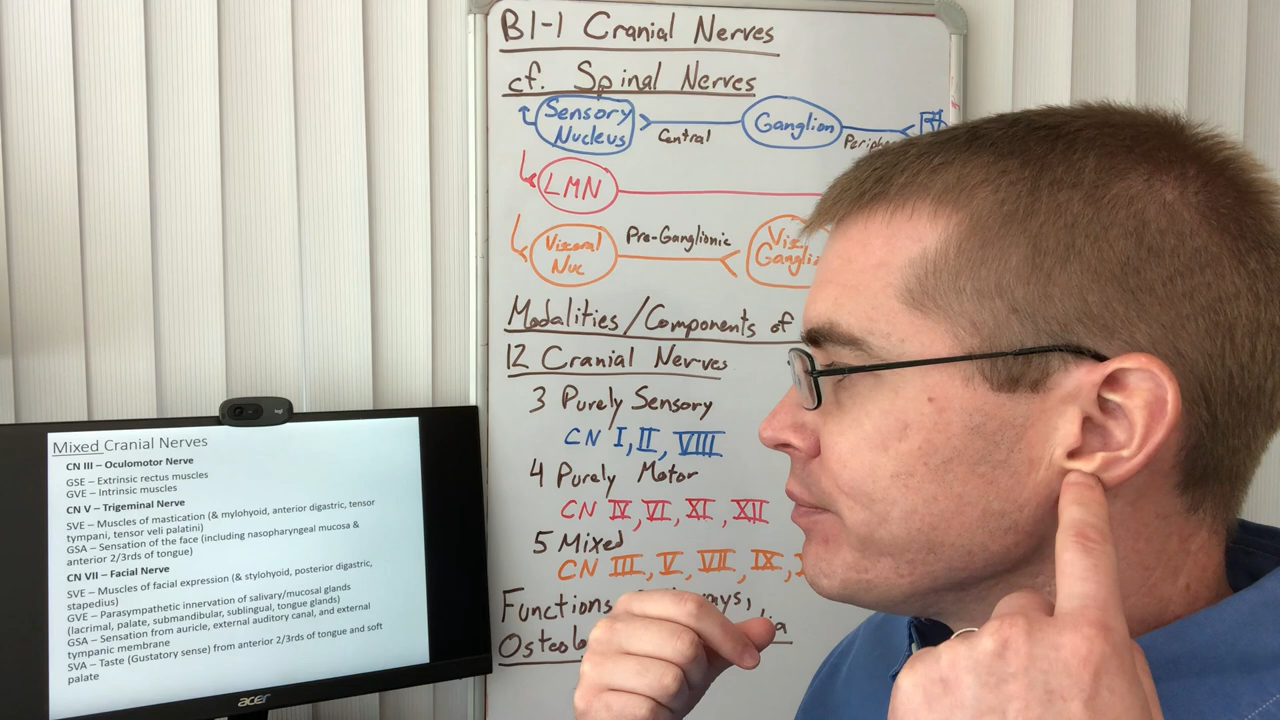 B1-1 Cranial Nerves
cf. Spinal Nerves
Sensory
Nucleus
Central
Ganglion
LMN
Visceral
Nuc
Pre-Ganglionic
Modalities/Components of
12 Cranial Nerves
3 Purely Sensory
CN I, II, VIII
4 Purely Motor
CN IV, VI, XI, XII
5 Mixed
CN III, V, VII, IX,
Mixed Cranial Nerves
CN III – Oculomotor Nerve
GSE – Extrinsic rectus muscles
GVE – Intrinsic muscles
CN V – Trigeminal Nerve
SVE – Muscles of mastication (& mylohyoid, anterior digastric, tensor
tympani, tensor veli palatini)
GSA – Sensation of the face (including nasopharyngeal mucosa &
anterior 2/3rds of tongue)
CN VII – Facial Nerve
SVE – Muscles of facial expression (& stylohyoid, posterior digastric,
stapedius)
GVE – Parasympathetic innervation of salivary/mucosal glands
(lacrimal, palate, submandibular, sublingual, tongue glands)
GSA – Sensation from auricle, external auditory canal, and external
tympanic membrane
SVA – Taste (Gustatory sense) from anterior 2/3rds of tongue and soft
palate
acer
logi